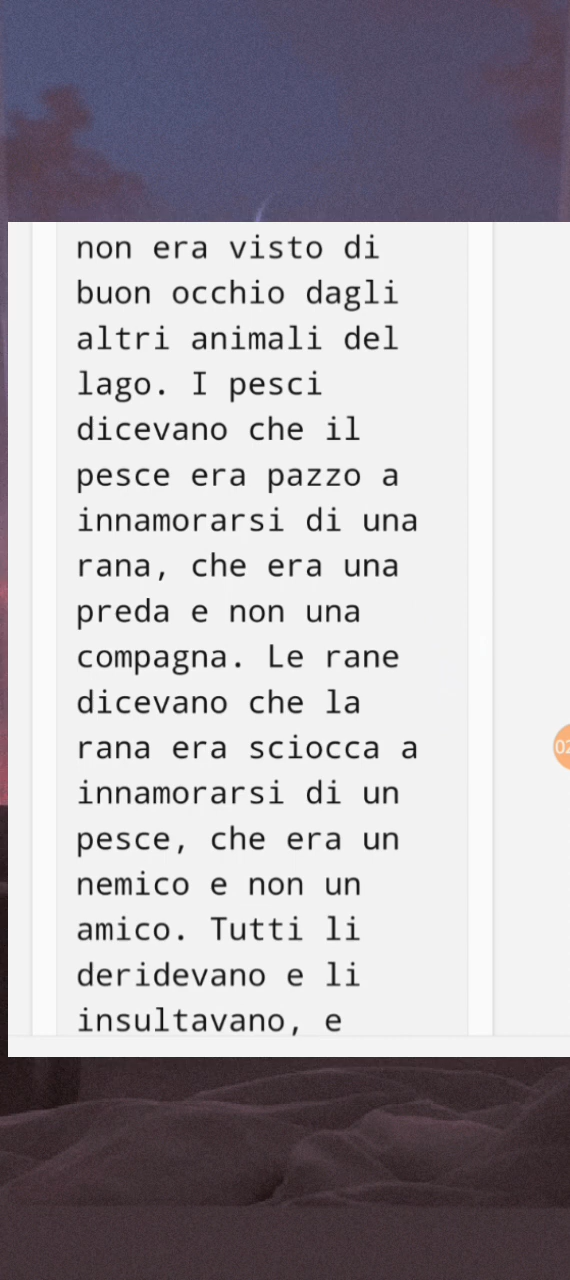 non era visto di
buon occhio dagli
altri animali del
lago. I pesci
dicevano che il
pesce era pazzo a
innamorarsi di una
rana, che era una
preda e non una
compagna. Le rane
dicevano che la
rana era sciocca a
innamorarsi di un
pesce, che era un
nemico e non un
amico. Tutti li
deridevano e li
insultavano, e